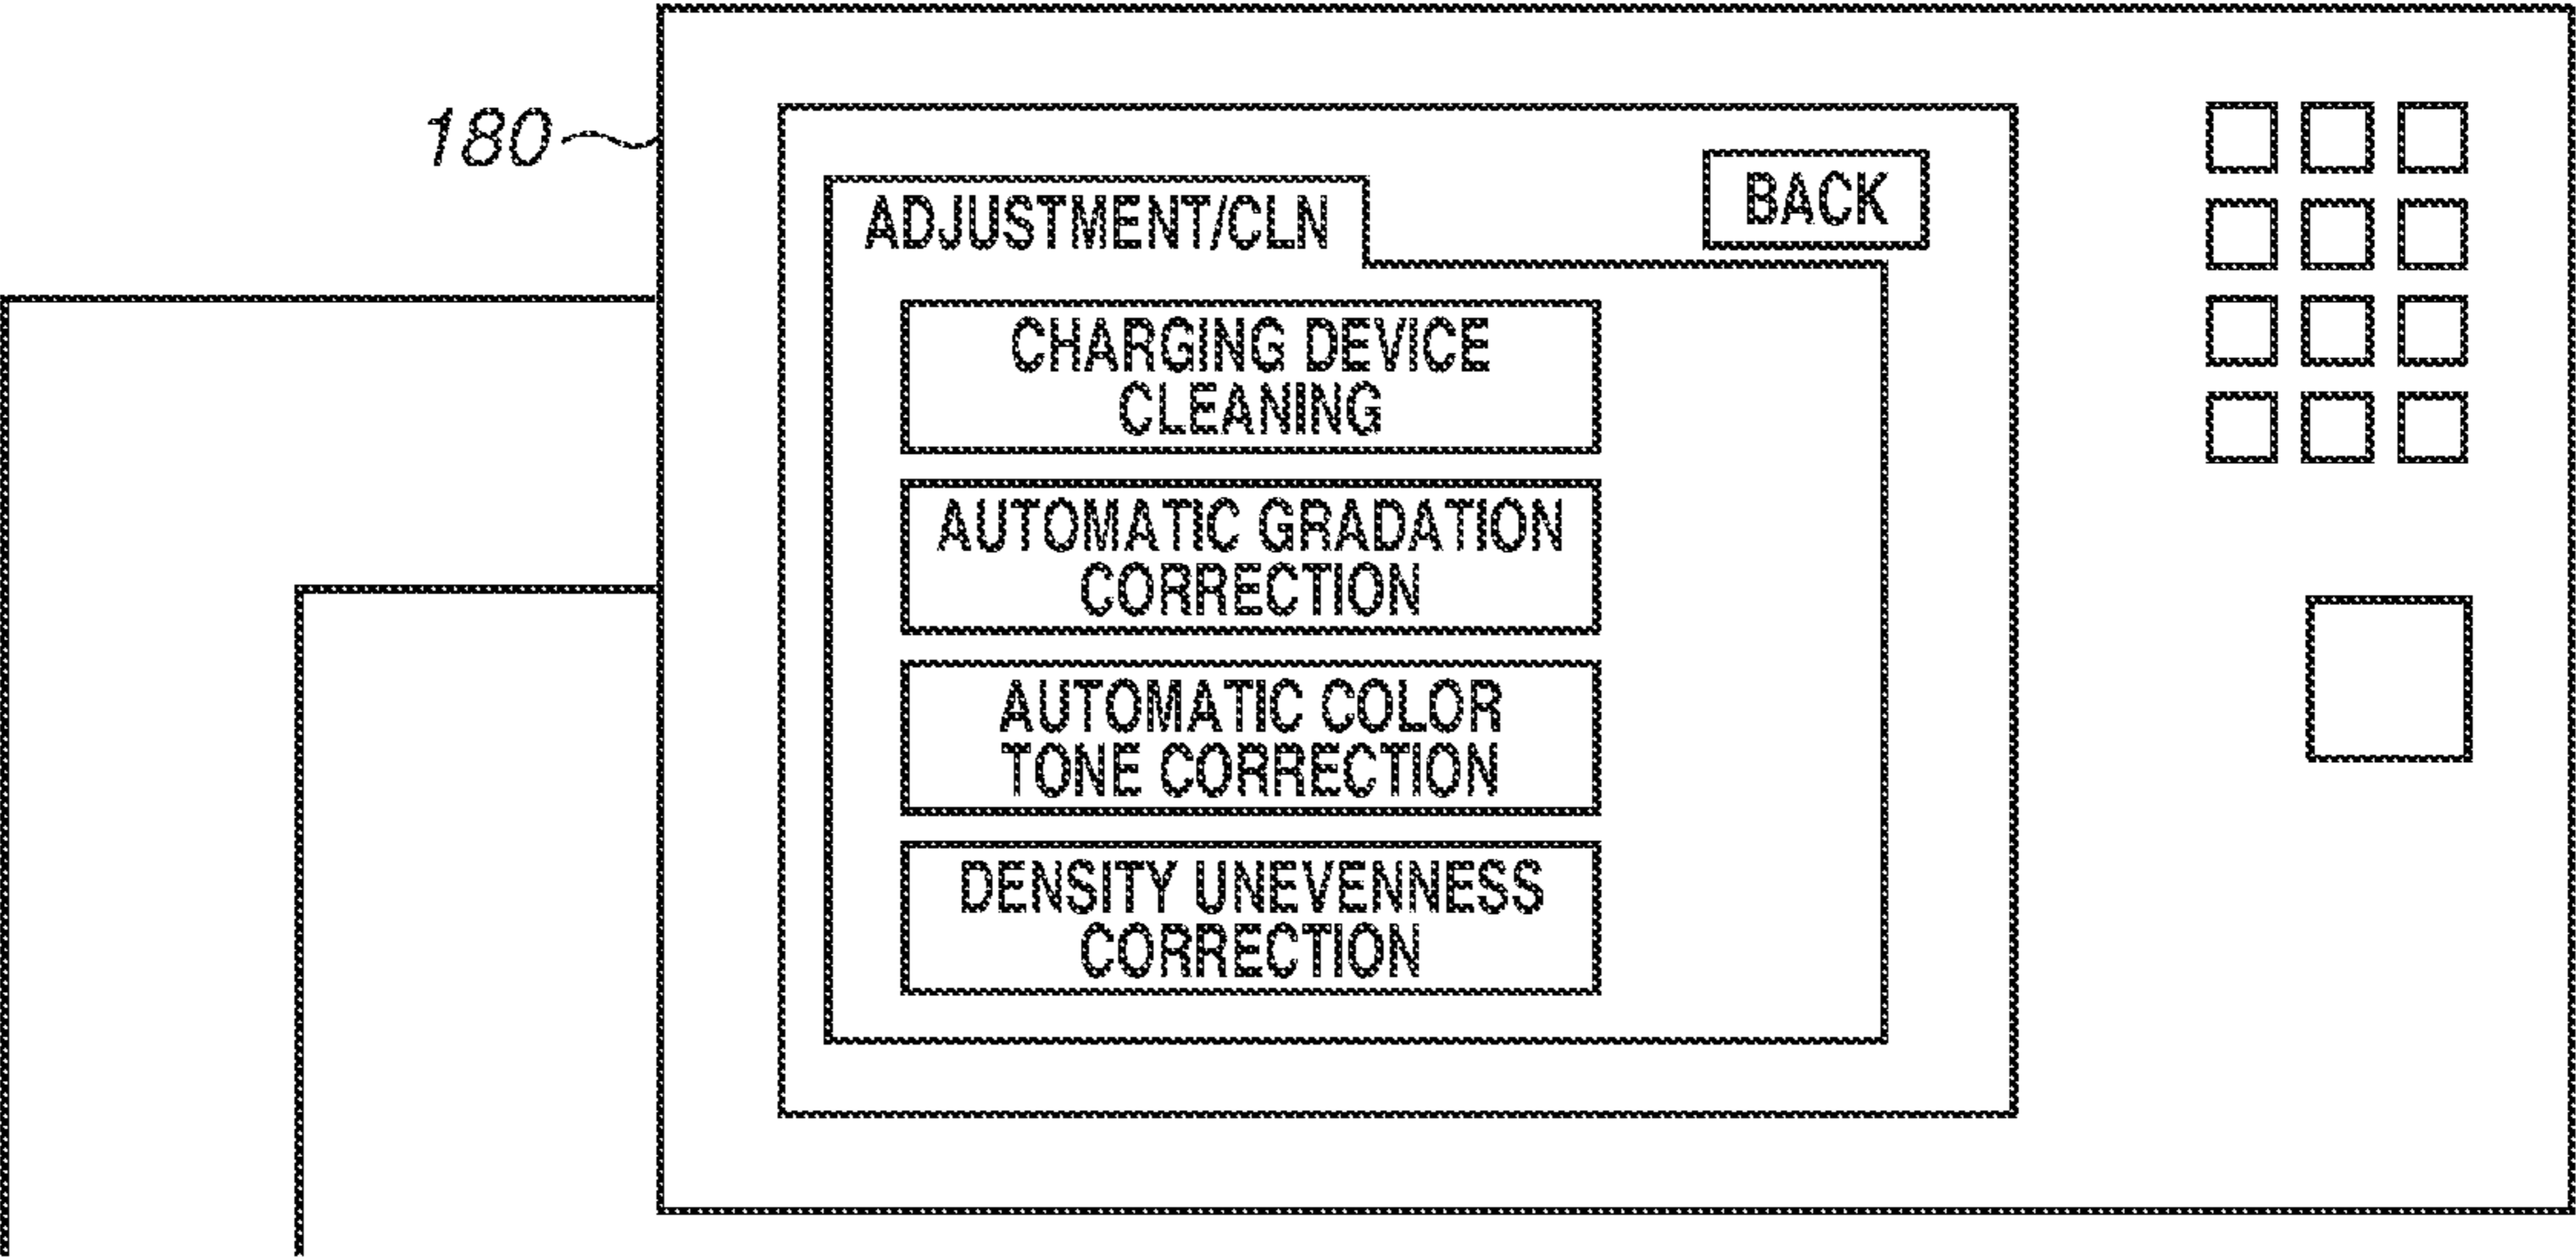 180
BACK
ADJUSTMENT/CLN
CHARGING DEVICE
CLEANING
AUTOMATIC GRADATION
CORRECTION
AUTOMATIC COLOR
TONE CORRECTION
DENSITY UNEVENNESS
CORRECTION